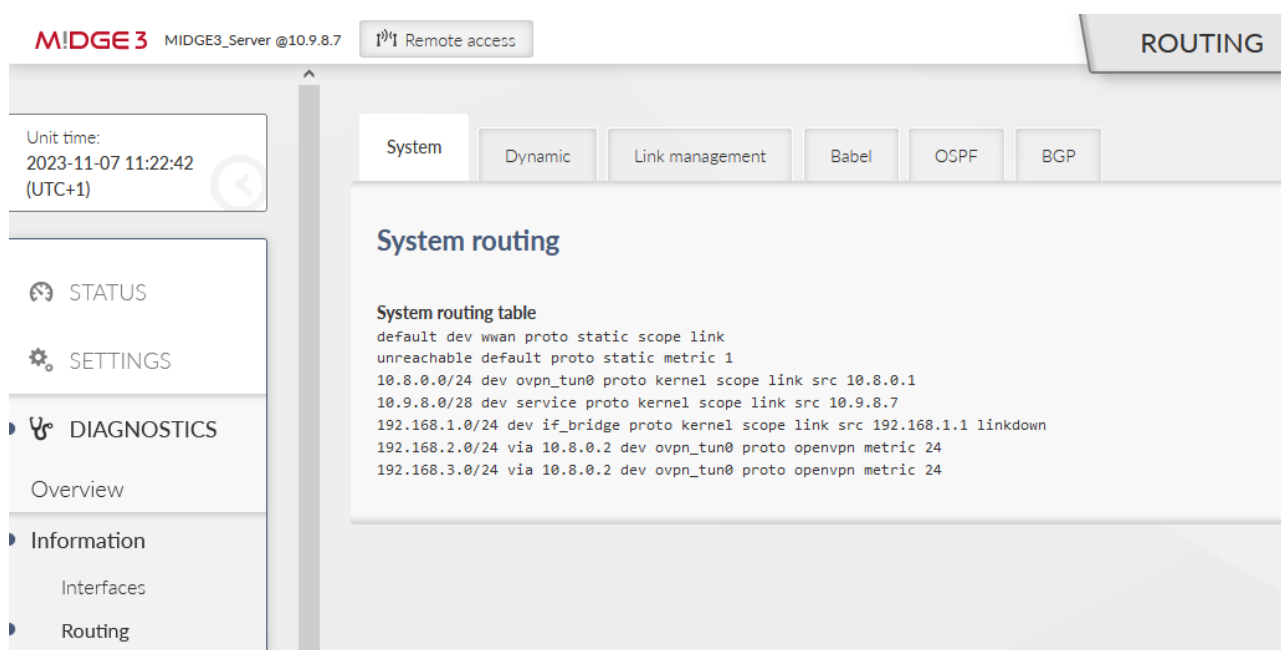 M!DGE 3 MIDGE3_Server @10.9.8.7 Remote access ROUTING
Unit time:
2023-11-07 11:22:42
(UTC+1)
STATUS
SETTINGS
DIAGNOSTICS
Overview
Information
Interfaces
Routing
System Dynamic Link management Babel OSPF BGP
System routing
System routing table
default dev wwan proto static scope link
unreachable default proto static metric 1
10.8.0.0/24 dev ovpn_tun0 proto kernel scope link src 10.8.0.1
10.9.8.0/28 dev service proto kernel scope link src 10.9.8.7
192.168.1.0/24 dev if_bridge proto kernel scope link src 192.168.1.1 linkdown
192.168.2.0/24 via 10.8.0.2 dev ovpn_tun0 proto openvpn metric 24
192.168.3.0/24 via 10.8.0.2 dev ovpn_tun0 proto openvpn metric 24